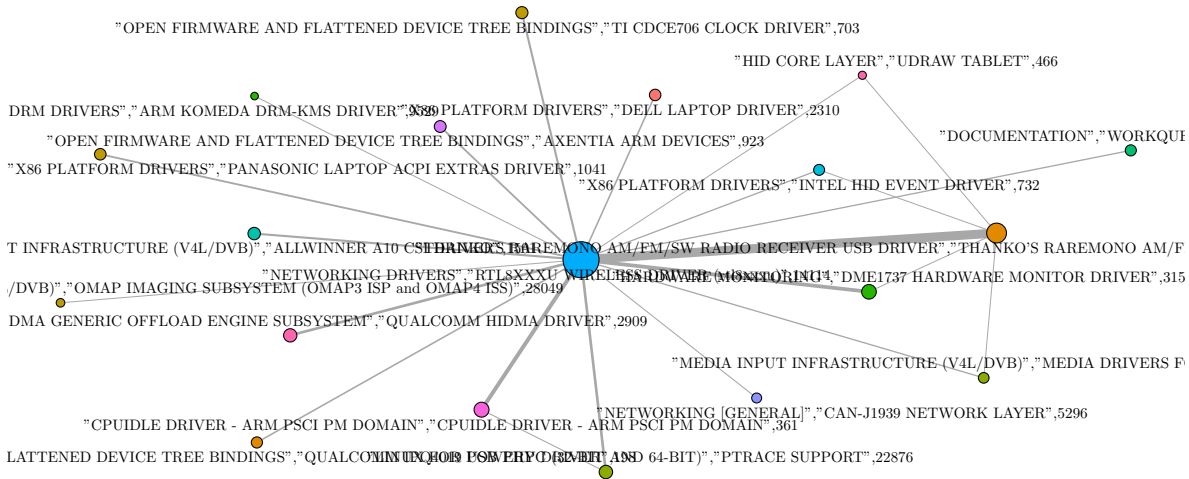 "OPEN FIRMWARE AND FLATTENED DEVICE TREE BINDINGS","TI CDCE706 CLOCK DRIVER",703
"HID CORE LAYER","UDRAW TABLET",466
DRM DRIVERS","ARM KOMEDA DRM-KMS DRIVER",9529
"X86 PLATFORM DRIVERS","DELL LAPTOP DRIVER",2310
"OPEN FIRMWARE AND FLATTENED DEVICE TREE BINDINGS","AXENTIA ARM DEVICES",923
"DOCUMENTATION","WORKQUE
"X86 PLATFORM DRIVERS","PANASONIC LAPTOP ACPI EXTRAS DRIVER",1041
"X86 PLATFORM DRIVERS","INTEL HID EVENT DRIVER",732
T INFRASTRUCTURE (V4L/DVB)","ALLWINNER A10 CSI DRIVER",
RAREMONO AM/FM/SW RADIO RECEIVER USB DRIVER","THANKO'S RAREMONO AM/F
"NETWORKING DRIVERS","RTL8XXXU WIRELESS DRIVER
"HARDWARE MONITORING","DME1737 HARDWARE MONITOR DRIVER",315
/DVB)","OMAP IMAGING SUBSYSTEM (OMAP3 ISP and OMAP4 ISS)",28049
DMA GENERIC OFFLOAD ENGINE SUBSYSTEM","QUALCOMM HIDMA DRIVER",2909
"MEDIA INPUT INFRASTRUCTURE (V4L/DVB)","MEDIA DRIVERS F
"NETWORKING [GENERAL]","CAN-J1939 NETWORK LAYER",5296
"CPUIDLE DRIVER - ARM PSCI PM DOMAIN","CPUIDLE DRIVER - ARM PSCI PM DOMAIN",361
LATTENED DEVICE TREE BINDINGS","QUALCOMM
AND 64-BIT)","PTRACE SUPPORT",22876